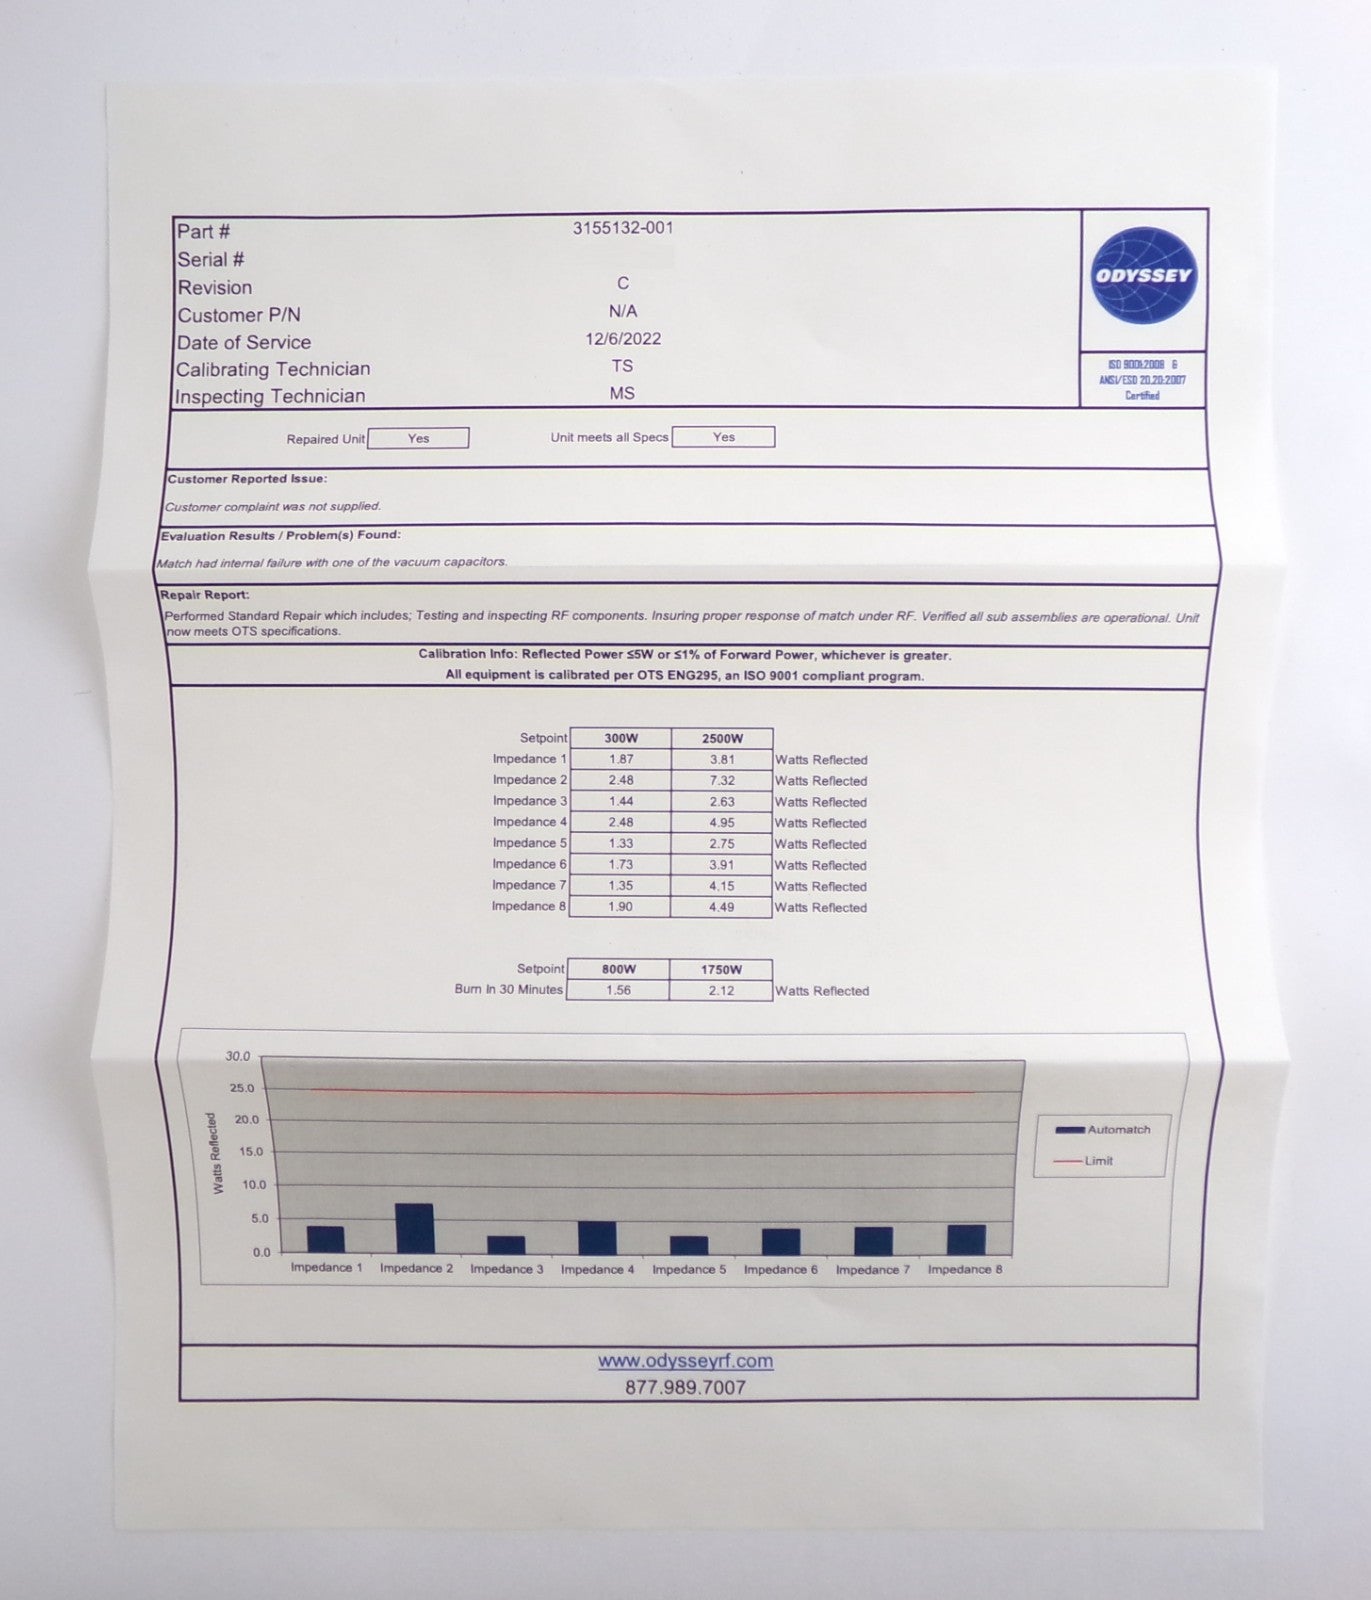 Part # 3155132-001
Serial #
Revision C
Customer P/N N/A
Date of Service 12/6/2022
Calibrating Technician TS
Inspecting Technician MS
ODYSSEY
ISO 9001:2008 &
ANSI/ESD 20.20:2007
Certified
Repaired Unit Yes Unit meets all Specs Yes
Customer Reported Issue:
Customer complaint was not supplied.
Evaluation Results / Problem(s) Found:
Match had internal failure with one of the vacuum capacitors.
Repair Report:
Performed Standard Repair which includes; Testing and inspecting RF components. Insuring proper response of match under RF. Verified all sub assemblies are operational. Unit
now meets OTS specifications.
Calibration Info: Reflected Power ≤5W or ≤1% of Forward Power, whichever is greater.
All equipment is calibrated per OTS ENG295, an ISO 9001 compliant program.
Setpoint 300W 2500W
Impedance 1 1.87 3.81 Watts Reflected
Impedance 2 2.48 7.32 Watts Reflected
Impedance 3 1.44 2.63 Watts Reflected
Impedance 4 2.48 4.95 Watts Reflected
Impedance 5 1.33 2.75 Watts Reflected
Impedance 6 1.73 3.91 Watts Reflected
Impedance 7 1.35 4.15 Watts Reflected
Impedance 8 1.90 4.49 Watts Reflected
Setpoint 800W 1750W
Burn In 30 Minutes 1.56 2.12 Watts Reflected
Watts Reflected
30.0
25.0
20.0
15.0
10.0
5.0
0.0
Impedance 1 Impedance 2 Impedance 3 Impedance 4 Impedance 5 Impedance 6 Impedance 7 Impedance 8
Automatch
Limit
www.odysseyrf.com
877.989.7007